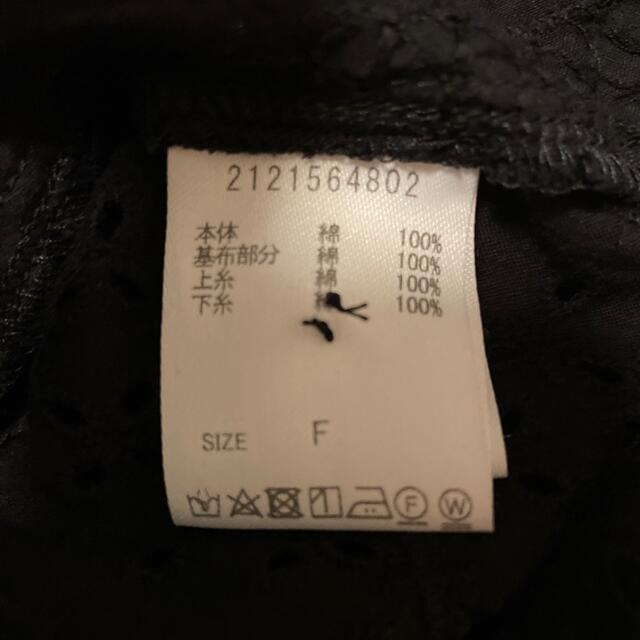 2121564802
本体 綿 100%
基布部分 綿 100%
上糸 綿 100%
下糸 100%
SIZE F
F W